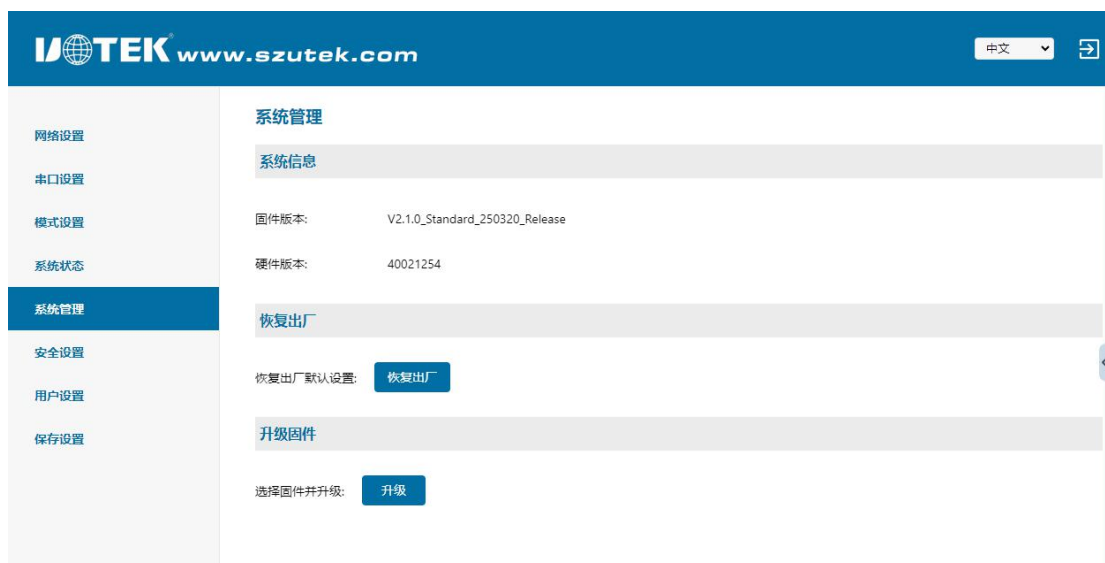 UTEK® www.szutek.com
中文
网络设置
串口设置
模式设置
系统状态
系统管理
安全设置
用户设置
保存设置
系统管理
系统信息
固件版本: V2.1.0_Standard_250320_Release
硬件版本: 40021254
恢复出厂
恢复出厂默认设置: 恢复出厂
升级固件
选择固件并升级: 升级